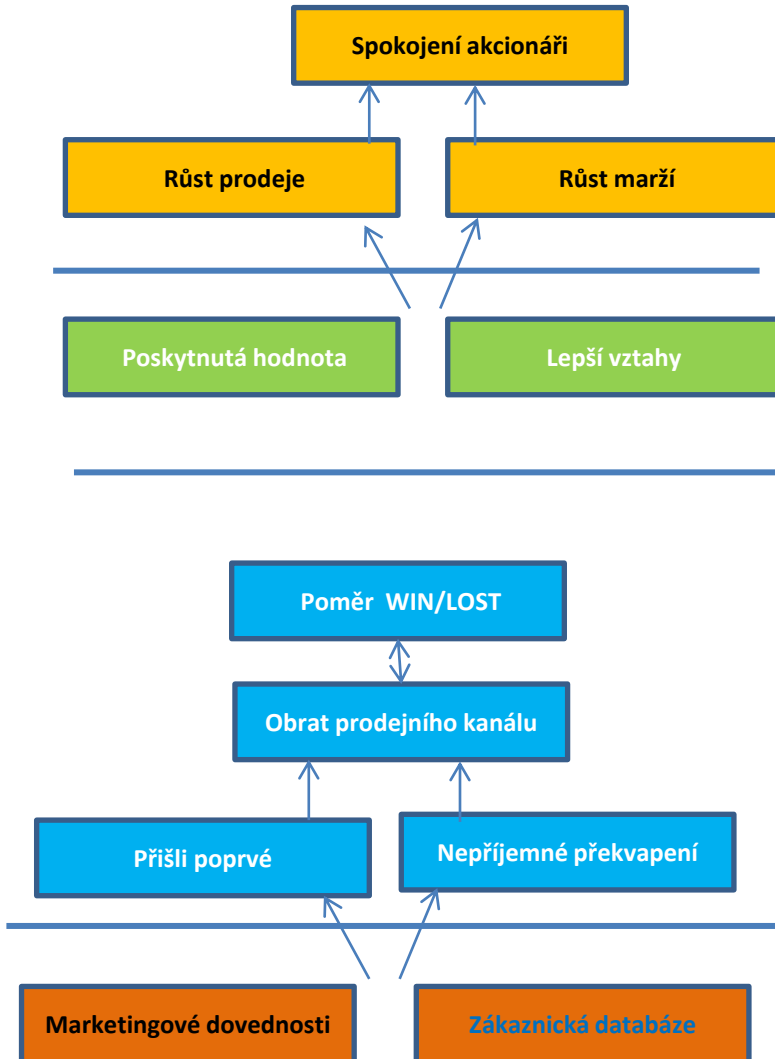 Spokojení akcionáři
Růst prodeje
Růst marží
Poskytnutá hodnota
Lepší vztahy
Poměr WIN/LOST
Obrat prodejního kanálu
Přišli poprvé
Nepříjemné překvapení
Marketingové dovednosti
Zákaznická databáze